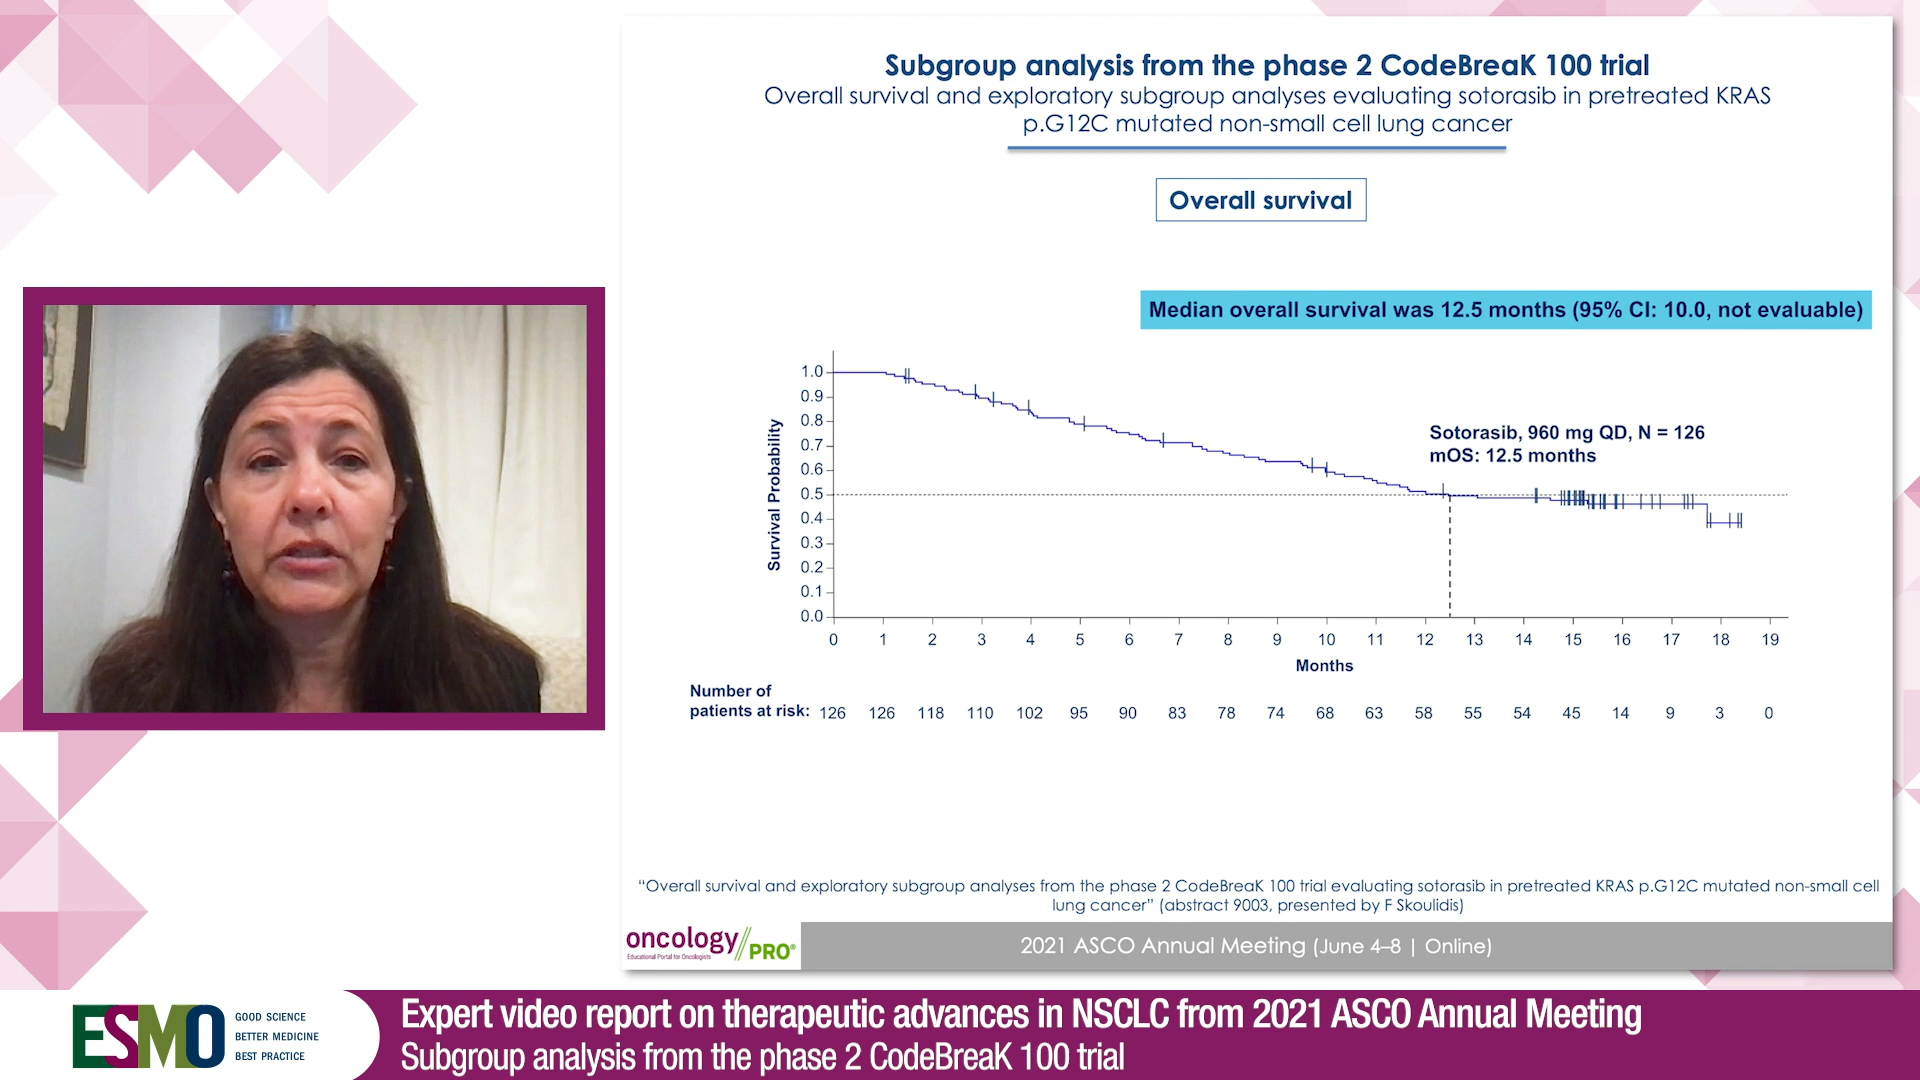 Subgroup analysis from the phase 2 CodeBreaK 100 trial
Overall survival and exploratory subgroup analyses evaluating sotorasib in pretreated KRAS
p.G12C mutated non-small cell lung cancer
Overall survival
Median overall survival was 12.5 months (95% CI: 10.0, not evaluable)
Survival Probability
1.0
0.9
0.8
0.7
0.6
0.5
0.4
0.3
0.2
0.1
0.0
Sotorasib, 960 mg QD, N = 126
mOS: 12.5 months
0 1 2 3 4 5 6 7 8 9 10 11 12 13 14 15 16 17 18 19
Months
Number of
patients at risk: 126 126 118 110 102 95 90 83 78 74 68 63 58 55 54 45 14 9 3 0
“Overall survival and exploratory subgroup analyses from the phase 2 CodeBreaK 100 trial evaluating sotorasib in pretreated KRAS p.G12C mutated non-small cell
lung cancer” (abstract 9003, presented by F Skoulidis)
oncology//PRO®
Educational Portal for Oncologists
2021 ASCO Annual Meeting (June 4–8 | Online)
ESMO
GOOD SCIENCE
BETTER MEDICINE
BEST PRACTICE
Expert video report on therapeutic advances in NSCLC from 2021 ASCO Annual Meeting
Subgroup analysis from the phase 2 CodeBreaK 100 trial